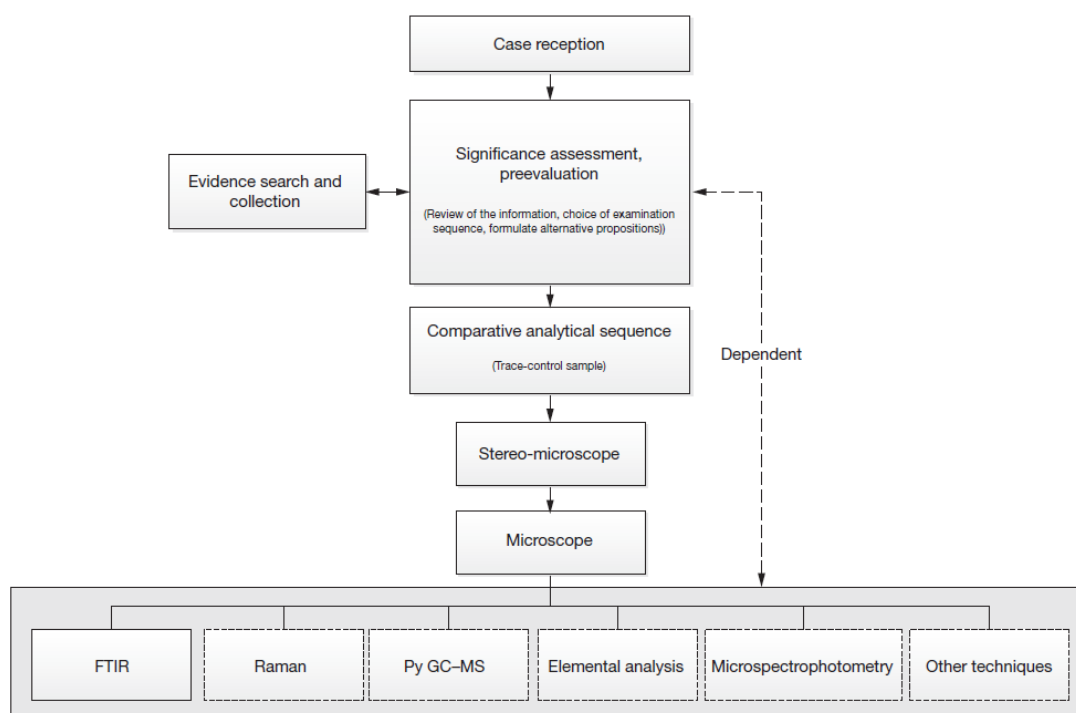 Case reception
Significance assessment,
preevaluation
(Review of the information, choice of examination
sequence, formulate alternative propositions))
Evidence search and
collection
Comparative analytical sequence
(Trace-control sample)
Dependent
Stereo-microscope
Microscope
FTIR
Raman
Py GC–MS
Elemental analysis
Microspectrophotometry
Other techniques